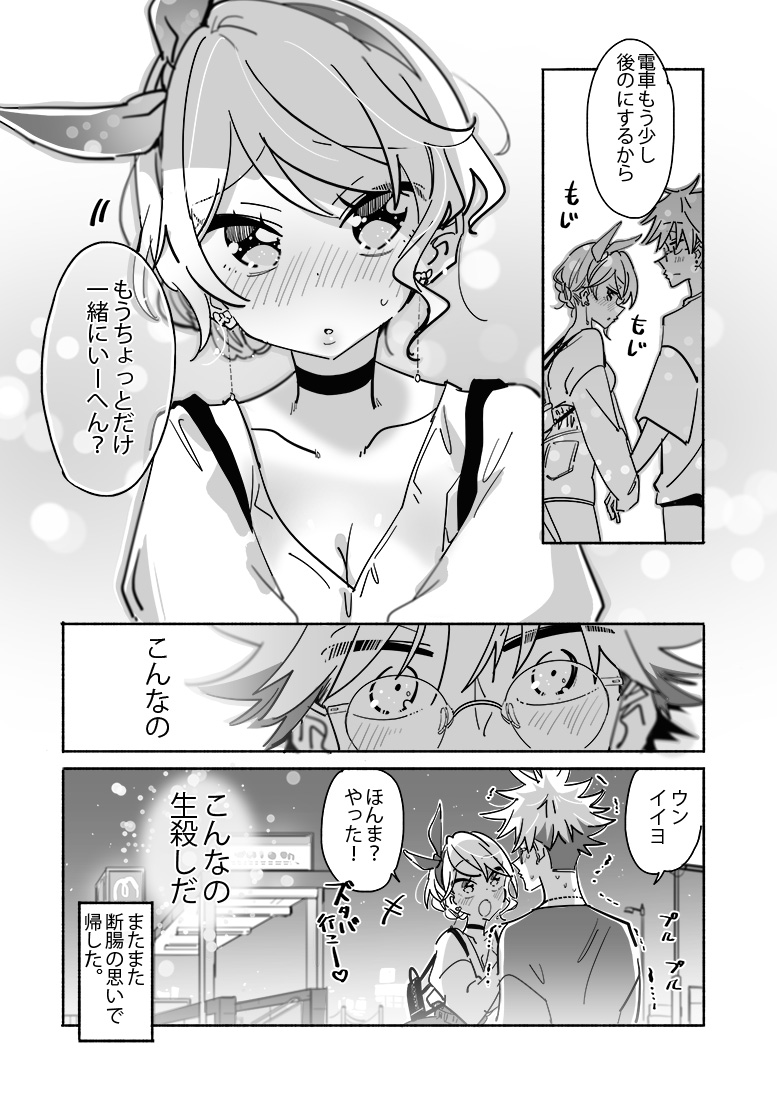 電車もう少し
後のにするから
もじ
もじ
もうちょっとだけ
一緒にいーへん？
こんなの
ウン
イイヨ
プル
プル
プル
ほんま？
やった！
ズタバ
行こー♡
こんなの
生殺しだ
またまた
断腸の思いで
帰した。